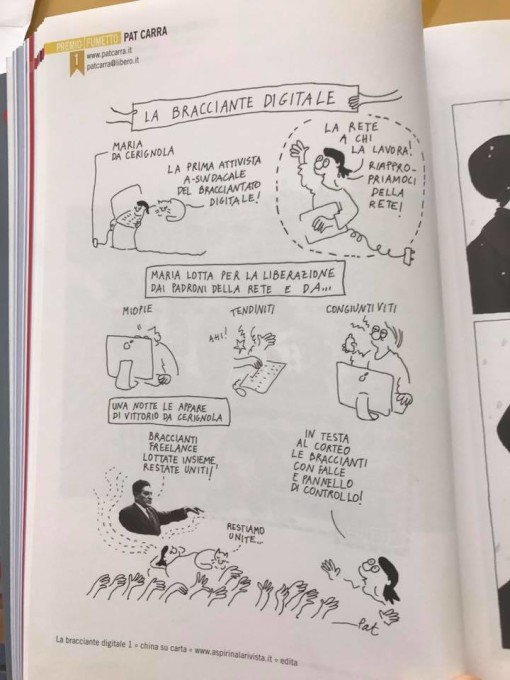 PREMIO FUMETTO PAT CARRA
1
www.patcarra.it
patcarra@libero.it
LA BRACCIANTE DIGITALE
MARIA
DA CERIGNOLA
LA PRIMA ATTIVISTA
A-SINDACALE
DEL BRACCIANTATO
DIGITALE!
LA RETE
A CHI
LA LAVORA!
RIAPPRO-
PRIAMOCI
DELLA
RETE!
MARIA LOTTA PER LA LIBERAZIONE
DAI PADRONI DELLA RETE E DA...
MIOPIE
TENDINITI
CONGIUNTIVITI
AHI!
UNA NOTTE LE APPARE
DI VITTORIO DA CERIGNOLA
BRACCIANTI
FREELANCE
LOTTATE INSIEME,
RESTATE UNITI!
IN TESTA
AL CORTEO
LE BRACCIANTI
CON FALCE
E PANNELLO
DI CONTROLLO!
RESTIAMO
UNITE...
Pat
La bracciante digitale 1 = china su carta = www.aspirinalarivista.it = edita